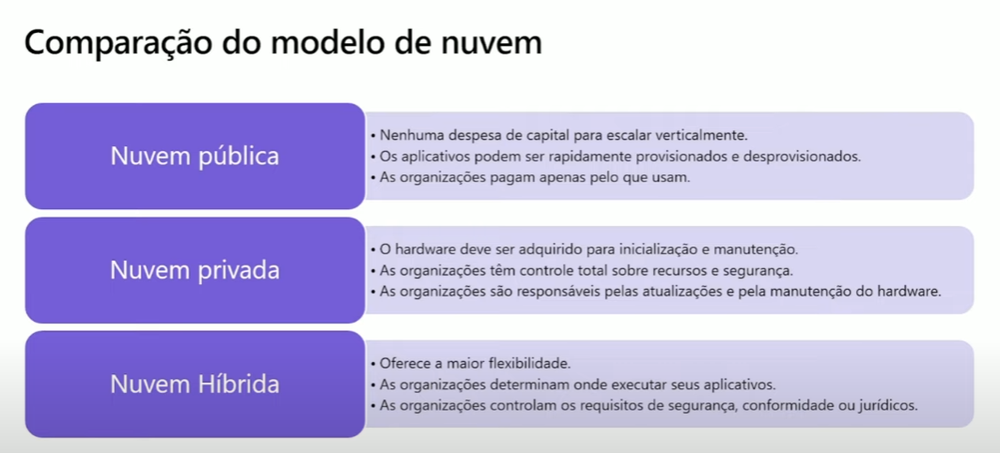 Comparação do modelo de nuvem
Nuvem pública
• Nenhuma despesa de capital para escalar verticalmente.
• Os aplicativos podem ser rapidamente provisionados e desprovisionados.
• As organizações pagam apenas pelo que usam.
Nuvem privada
• O hardware deve ser adquirido para inicialização e manutenção.
• As organizações têm controle total sobre recursos e segurança.
• As organizações são responsáveis pelas atualizações e pela manutenção do hardware.
Nuvem Híbrida
• Oferece a maior flexibilidade.
• As organizações determinam onde executar seus aplicativos.
• As organizações controlam os requisitos de segurança, conformidade ou jurídicos.